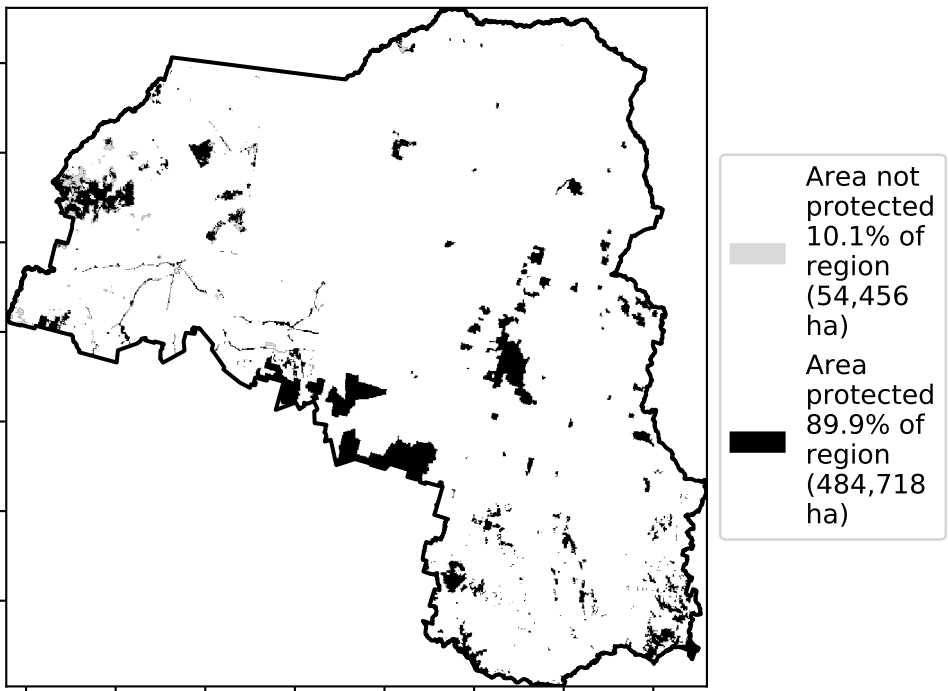 Area not
protected
10.1% of
region
(54,456
ha)
Area
protected
89.9% of
region
(484,718
ha)